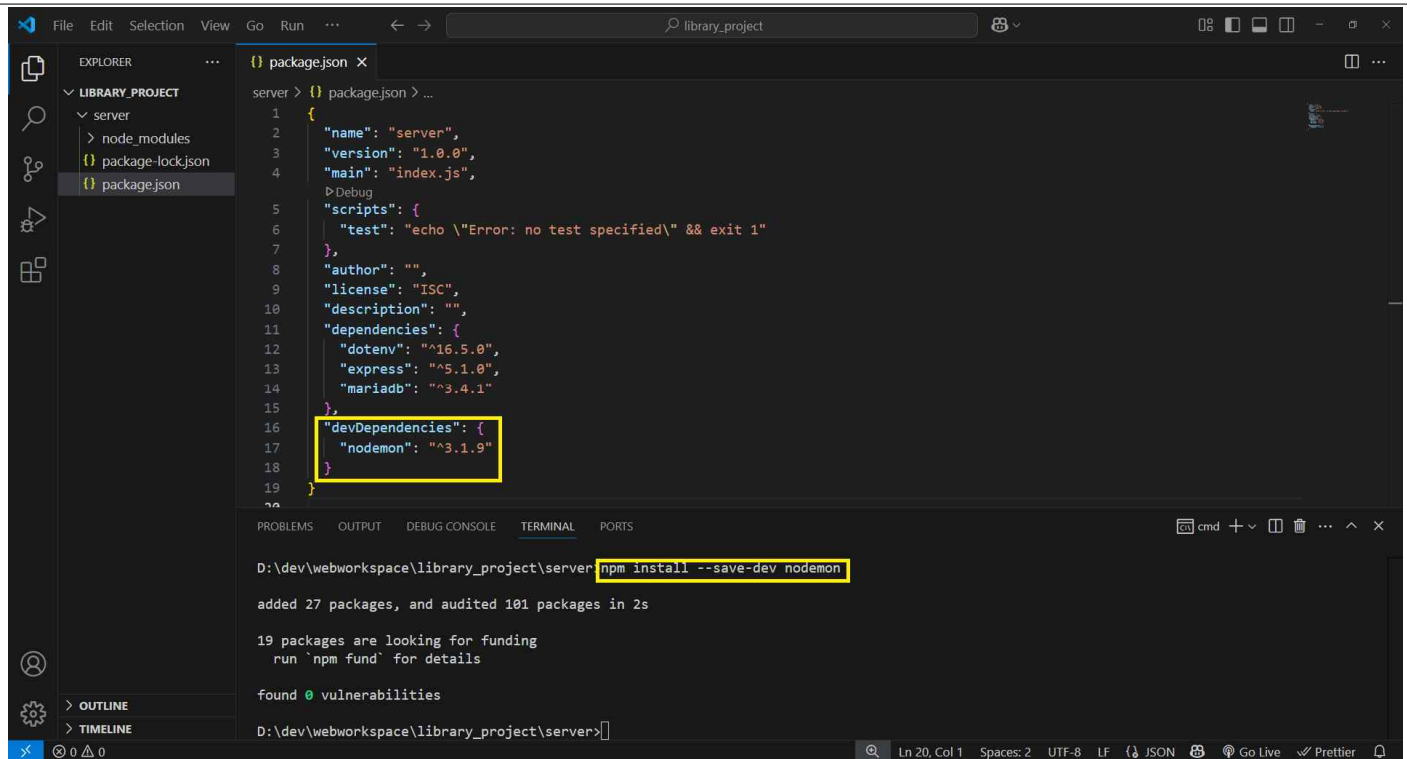 File Edit Selection View Go Run ··· ← → library_project
EXPLORER ···
LIBRARY_PROJECT
server
node_modules
{} package-lock.json
{} package.json
OUTLINE
TIMELINE
{} package.json ×
server > {} package.json > ...
1 {
2 "name": "server",
3 "version": "1.0.0",
4 "main": "index.js",
Debug
5 "scripts": {
6 "test": "echo \"Error: no test specified\" && exit 1"
7 },
8 "author": "",
9 "license": "ISC",
10 "description": "",
11 "dependencies": {
12 "dotenv": "^16.5.0",
13 "express": "^5.1.0",
14 "mariadb": "^3.4.1"
15 },
16 "devDependencies": {
17 "nodemon": "^3.1.9"
18 }
19 }
20
PROBLEMS OUTPUT DEBUG CONSOLE TERMINAL PORTS cmd
D:\dev\webworkspace\library_project\server>npm install --save-dev nodemon
added 27 packages, and audited 101 packages in 2s
19 packages are looking for funding
run `npm fund` for details
found 0 vulnerabilities
D:\dev\webworkspace\library_project\server>
0 0 Ln 20, Col 1 Spaces: 2 UTF-8 LF {} JSON Go Live Prettier